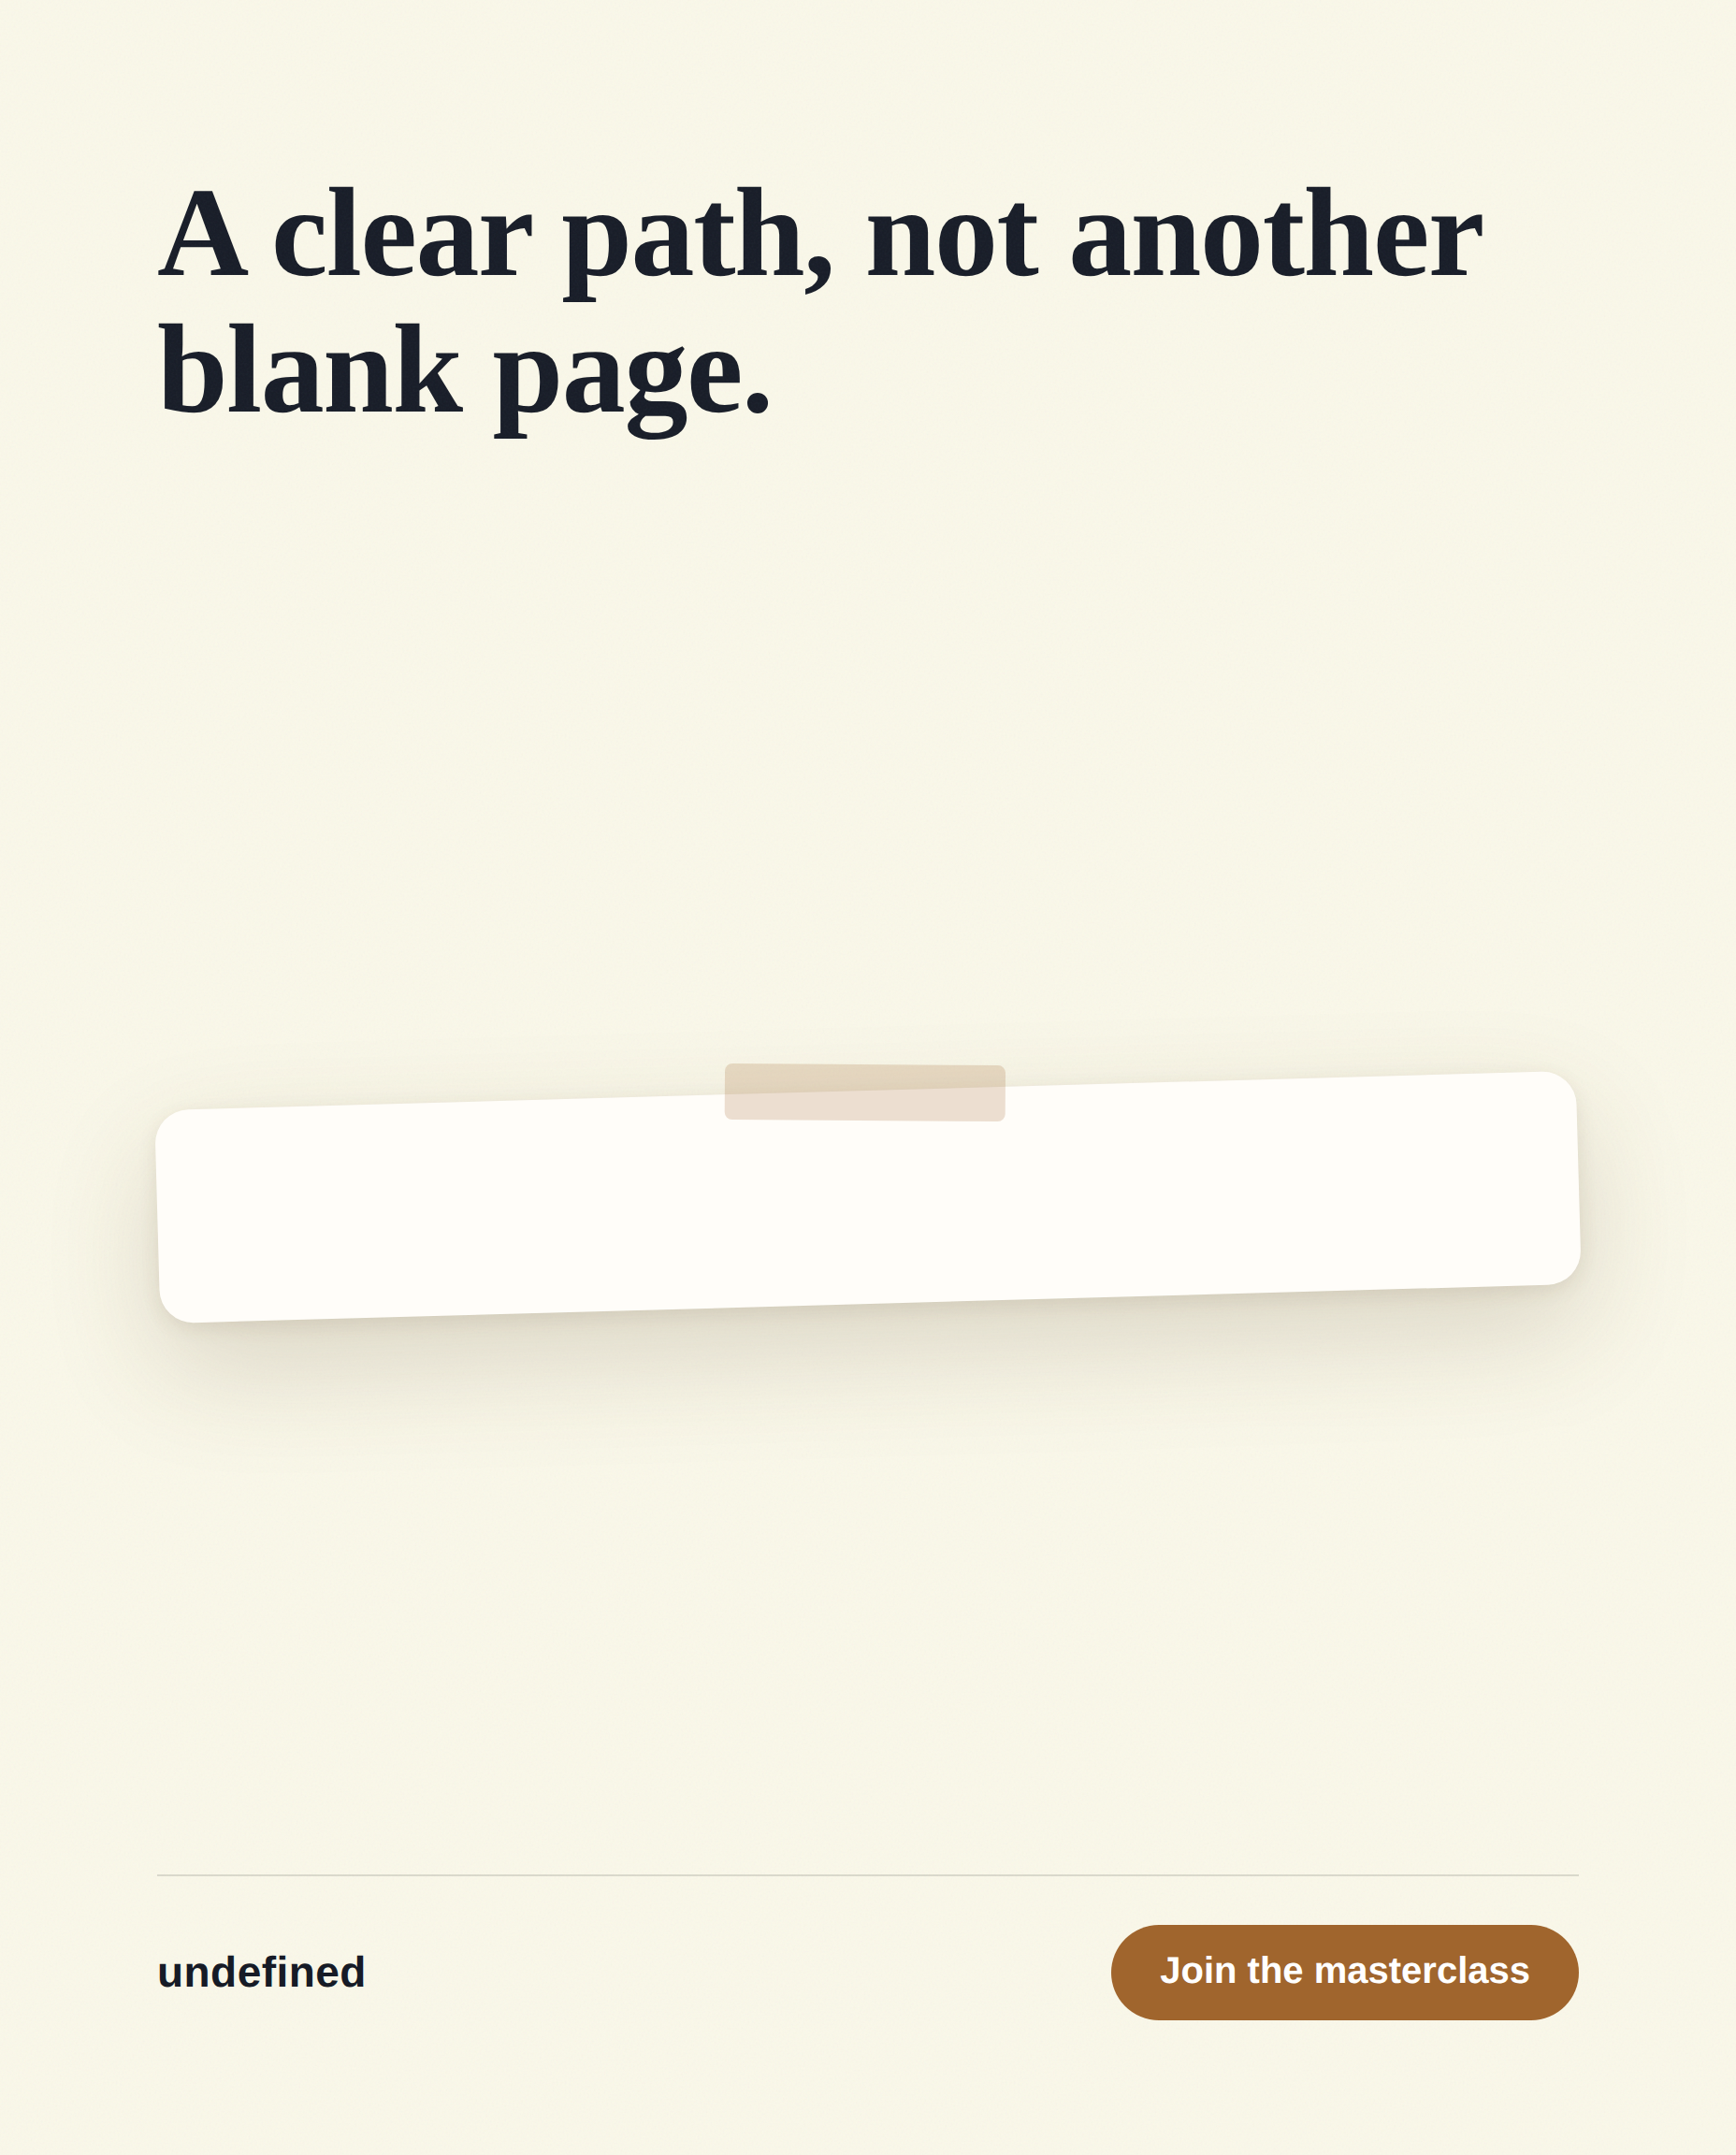 A clear path, not another
blank page.
undefined
Join the masterclass